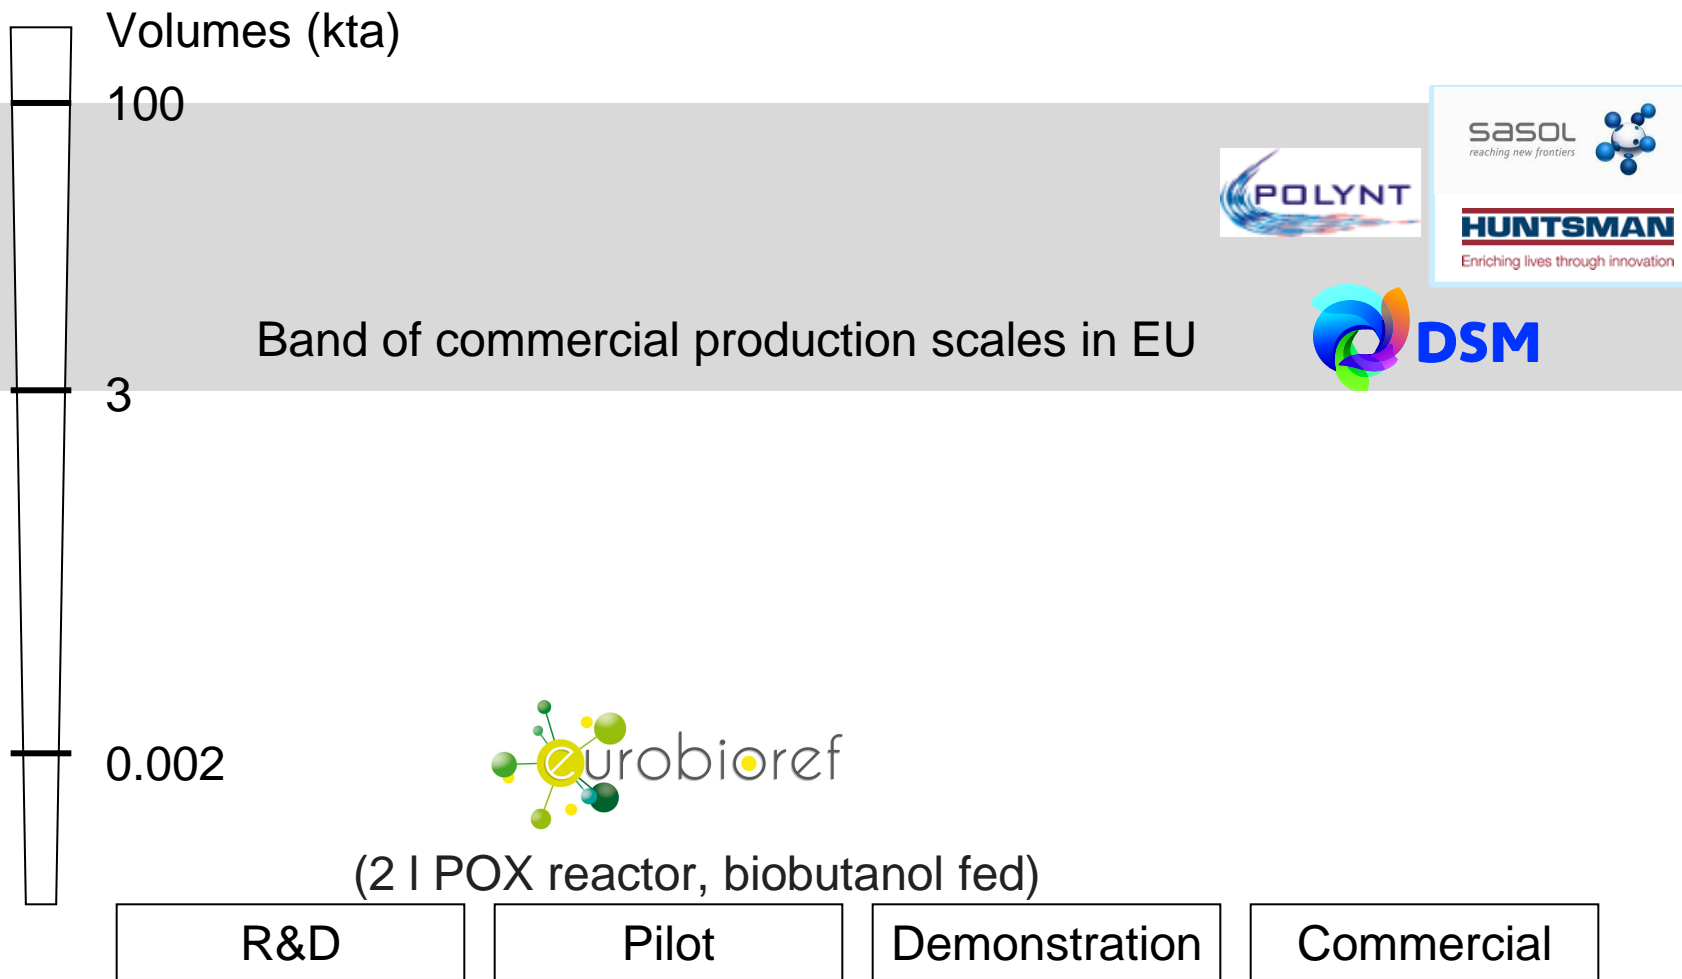 Volumes (kta)
100
sasol
reaching new frontiers
POLYNT
HUNTSMAN
Enriching lives through innovation
Band of commercial production scales in EU
DSM
3
0.002
eurobioref
(2 l POX reactor, biobutanol fed)
R&D
Pilot
Demonstration
Commercial